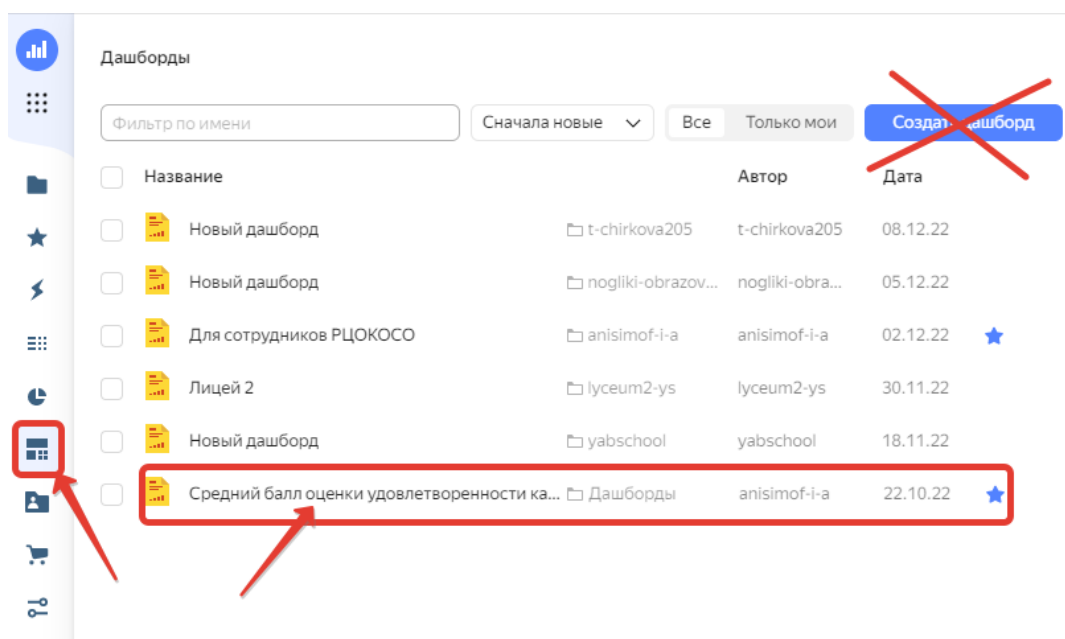 Дашборды
Фильтр по имени Сначала новые Все Только мои Создать дашборд
Название Автор Дата
Новый дашборд t-chirkova205 t-chirkova205 08.12.22
Новый дашборд nogliki-obrazov... nogliki-obra... 05.12.22
Для сотрудников РЦОКОСО anisimof-i-a anisimof-i-a 02.12.22
Лицей 2 lyceum2-ys lyceum2-ys 30.11.22
Новый дашборд yabschool yabschool 18.11.22
Средний балл оценки удовлетворенности ка... Дашборды anisimof-i-a 22.10.22